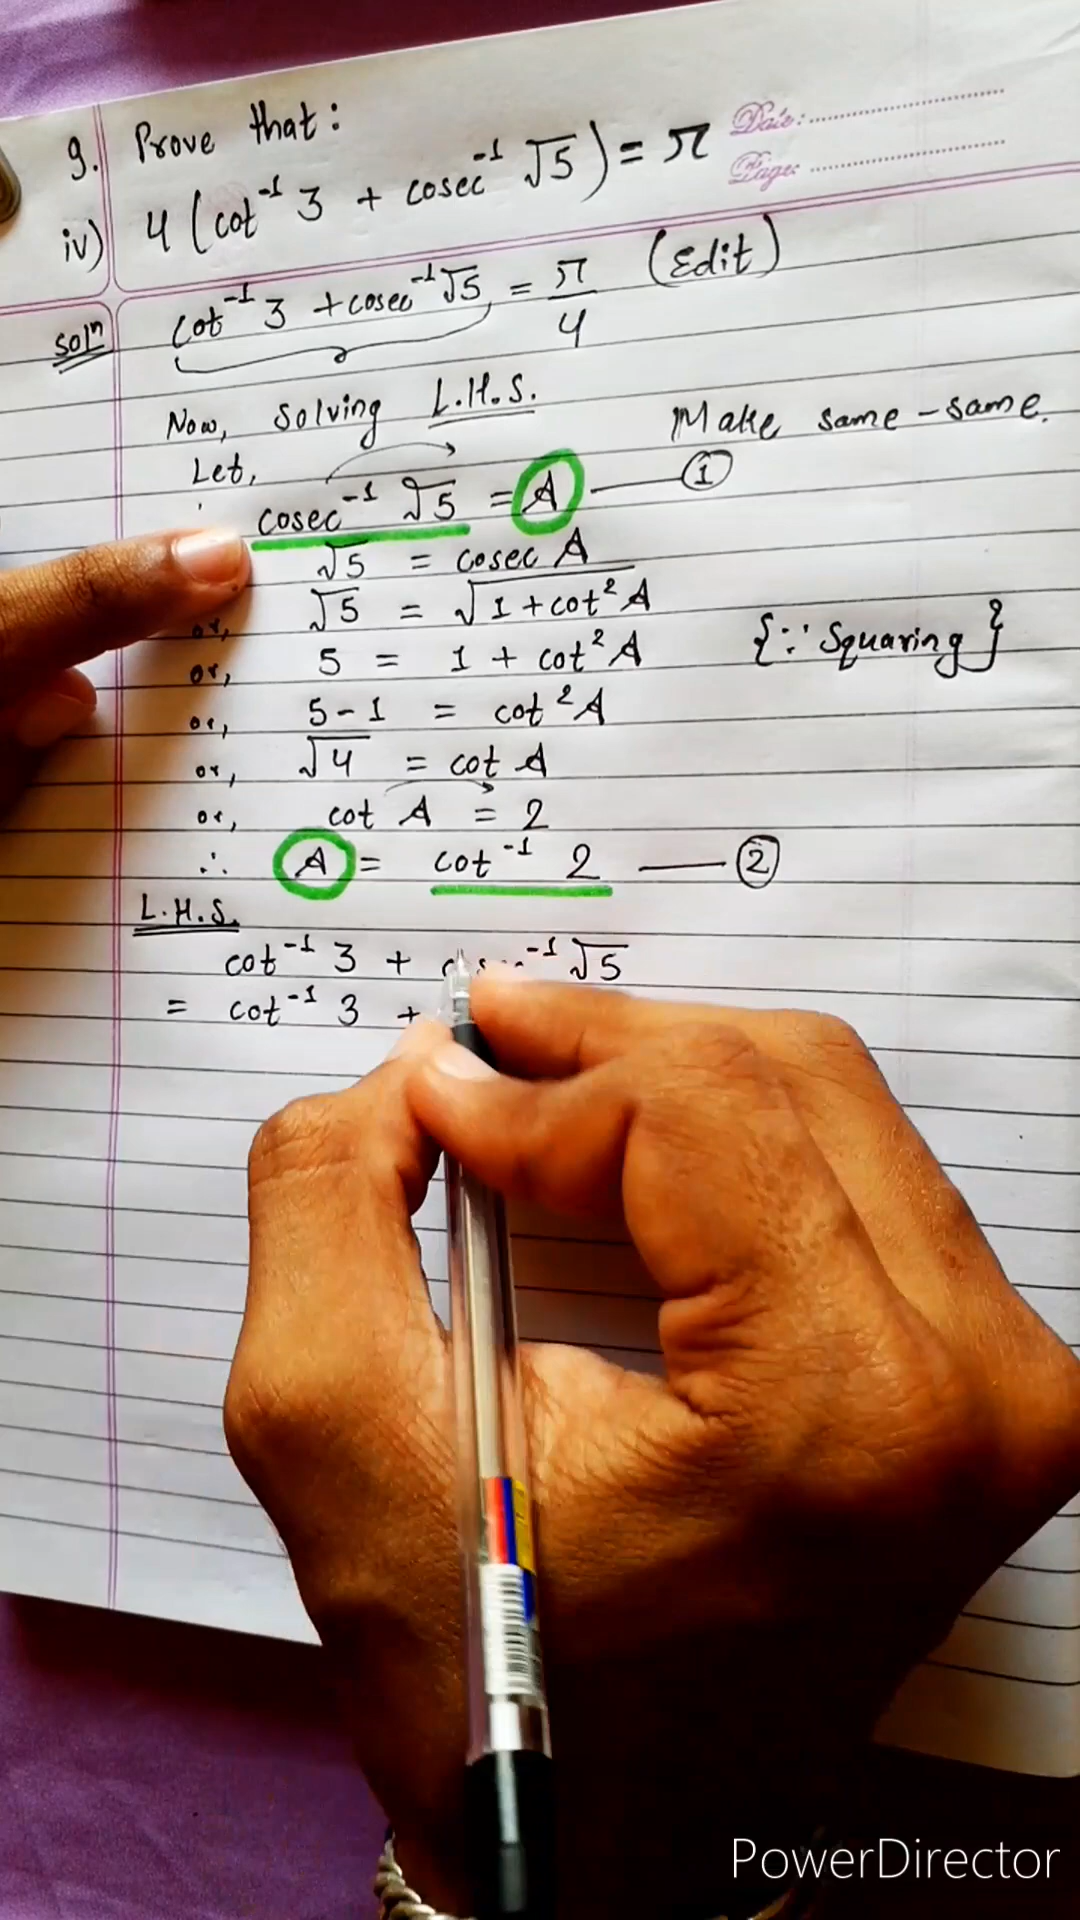 9. Prove that:
Date:
Page:
iv) 4 (cot⁻¹ 3 + cosec⁻¹ √5) = π
Solⁿ cot⁻¹ 3 + cosec⁻¹ √5 = π/4 (Edit)
Now, Solving L.H.S.
Make same-same.
Let,
cosec⁻¹ √5 = A —— ①
√5 = cosec A
or, √5 = √1 + cot² A
or, 5 = 1 + cot² A {∵ Squaring}
or, 5 - 1 = cot² A
or, √4 = cot A
or, cot A = 2
∴ A = cot⁻¹ 2 —— ②
L.H.S.
cot⁻¹ 3 + ⁻¹ √5
= cot⁻¹ 3 +
PowerDirector